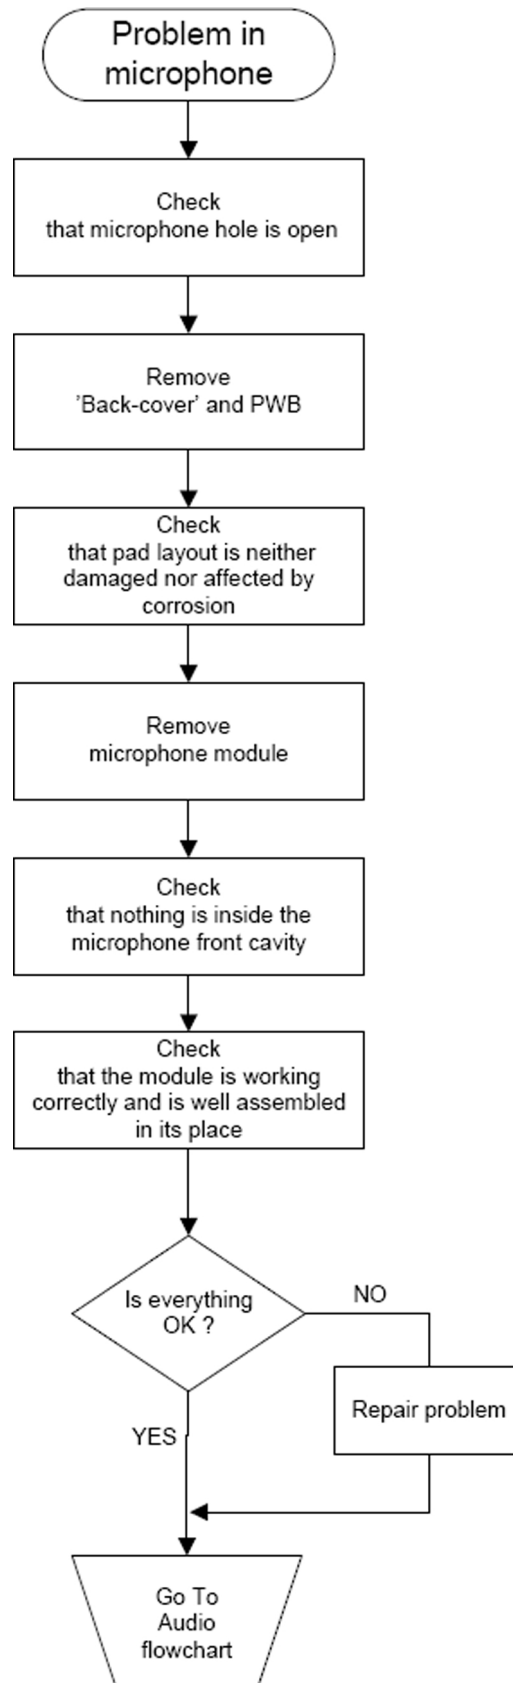 Problem in
microphone
Check
that microphone hole is open
Remove
'Back-cover' and PWB
Check
that pad layout is neither
damaged nor affected by
corrosion
Remove
microphone module
Check
that nothing is inside the
microphone front cavity
Check
that the module is working
correctly and is well assembled
in its place
Is everything
OK ?
NO
Repair problem
YES
Go To
Audio
flowchart